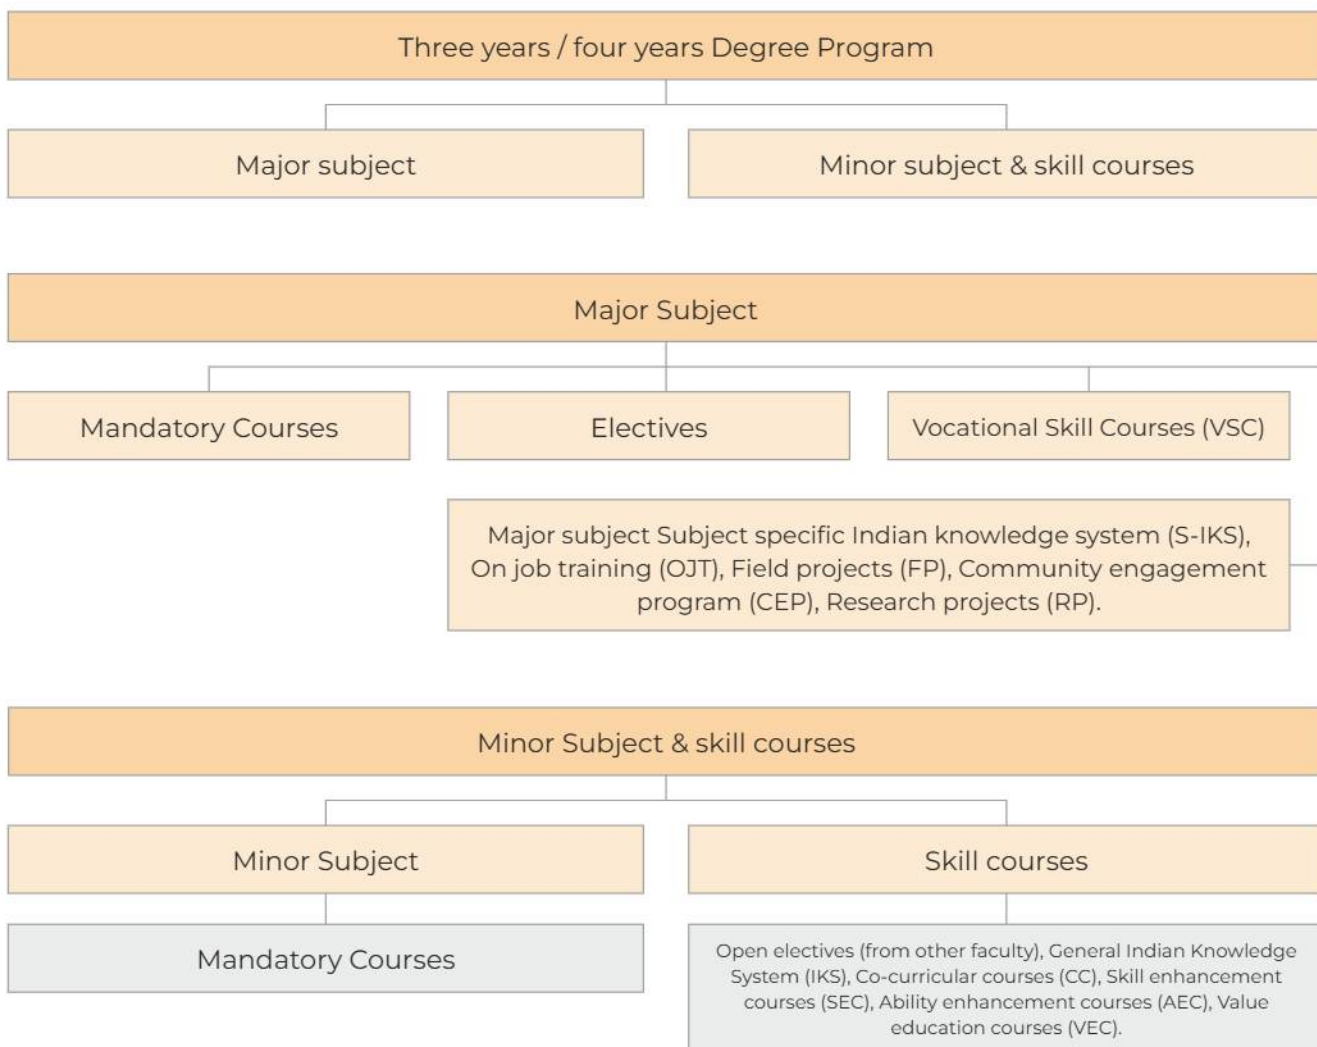 Three years / four years Degree Program
Major subject
Minor subject & skill courses
Major Subject
Mandatory Courses
Electives
Vocational Skill Courses (VSC)
Major subject Subject specific Indian knowledge system (S-IKS),
On job training (OJT), Field projects (FP), Community engagement
program (CEP), Research projects (RP).
Minor Subject & skill courses
Minor Subject
Skill courses
Mandatory Courses
Open electives (from other faculty), General Indian Knowledge
System (IKS), Co-curricular courses (CC), Skill enhancement
courses (SEC), Ability enhancement courses (AEC), Value
education courses (VEC).